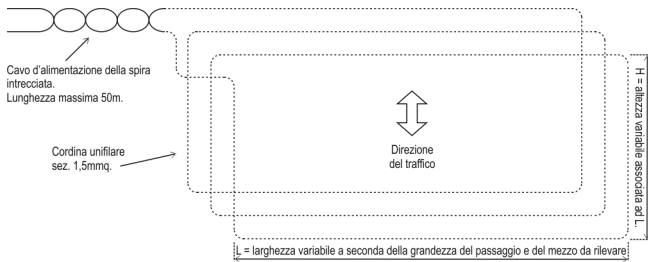 Cavo d'alimentazione della spira
intrecciata.
Lunghezza massima 50m.
Cordina unifilare
sez. 1,5mmq.
Direzione
del traffico
H = altezza variabile associata ad L.
L = larghezza variabile a seconda della grandezza del passaggio e del mezzo da rilevare